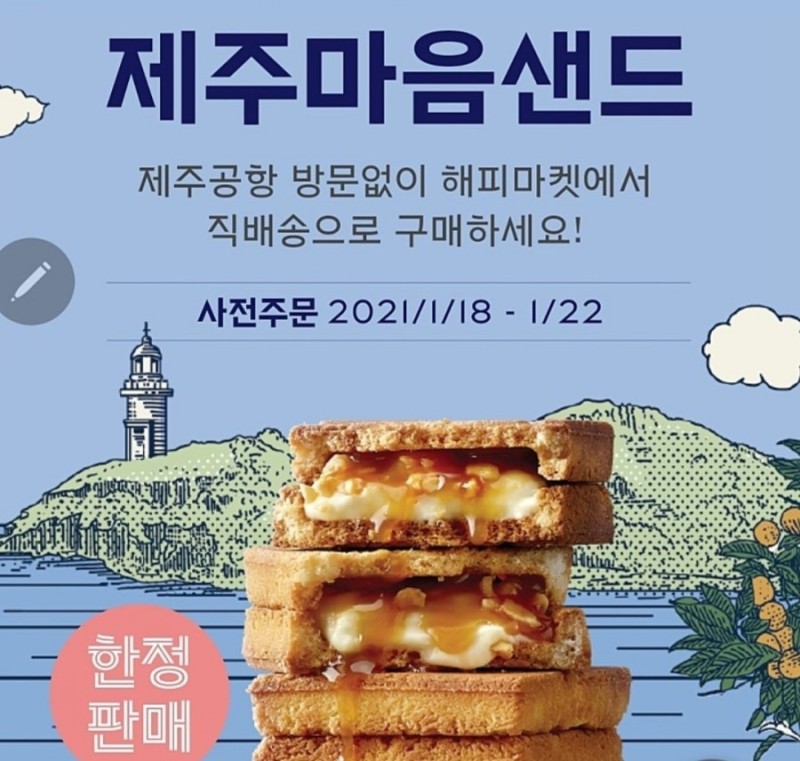 제주마음샌드
제주공항 방문없이 해피마켓에서
직배송으로 구매하세요!
사전주문 2021/1/18 - 1/22
한정
판매